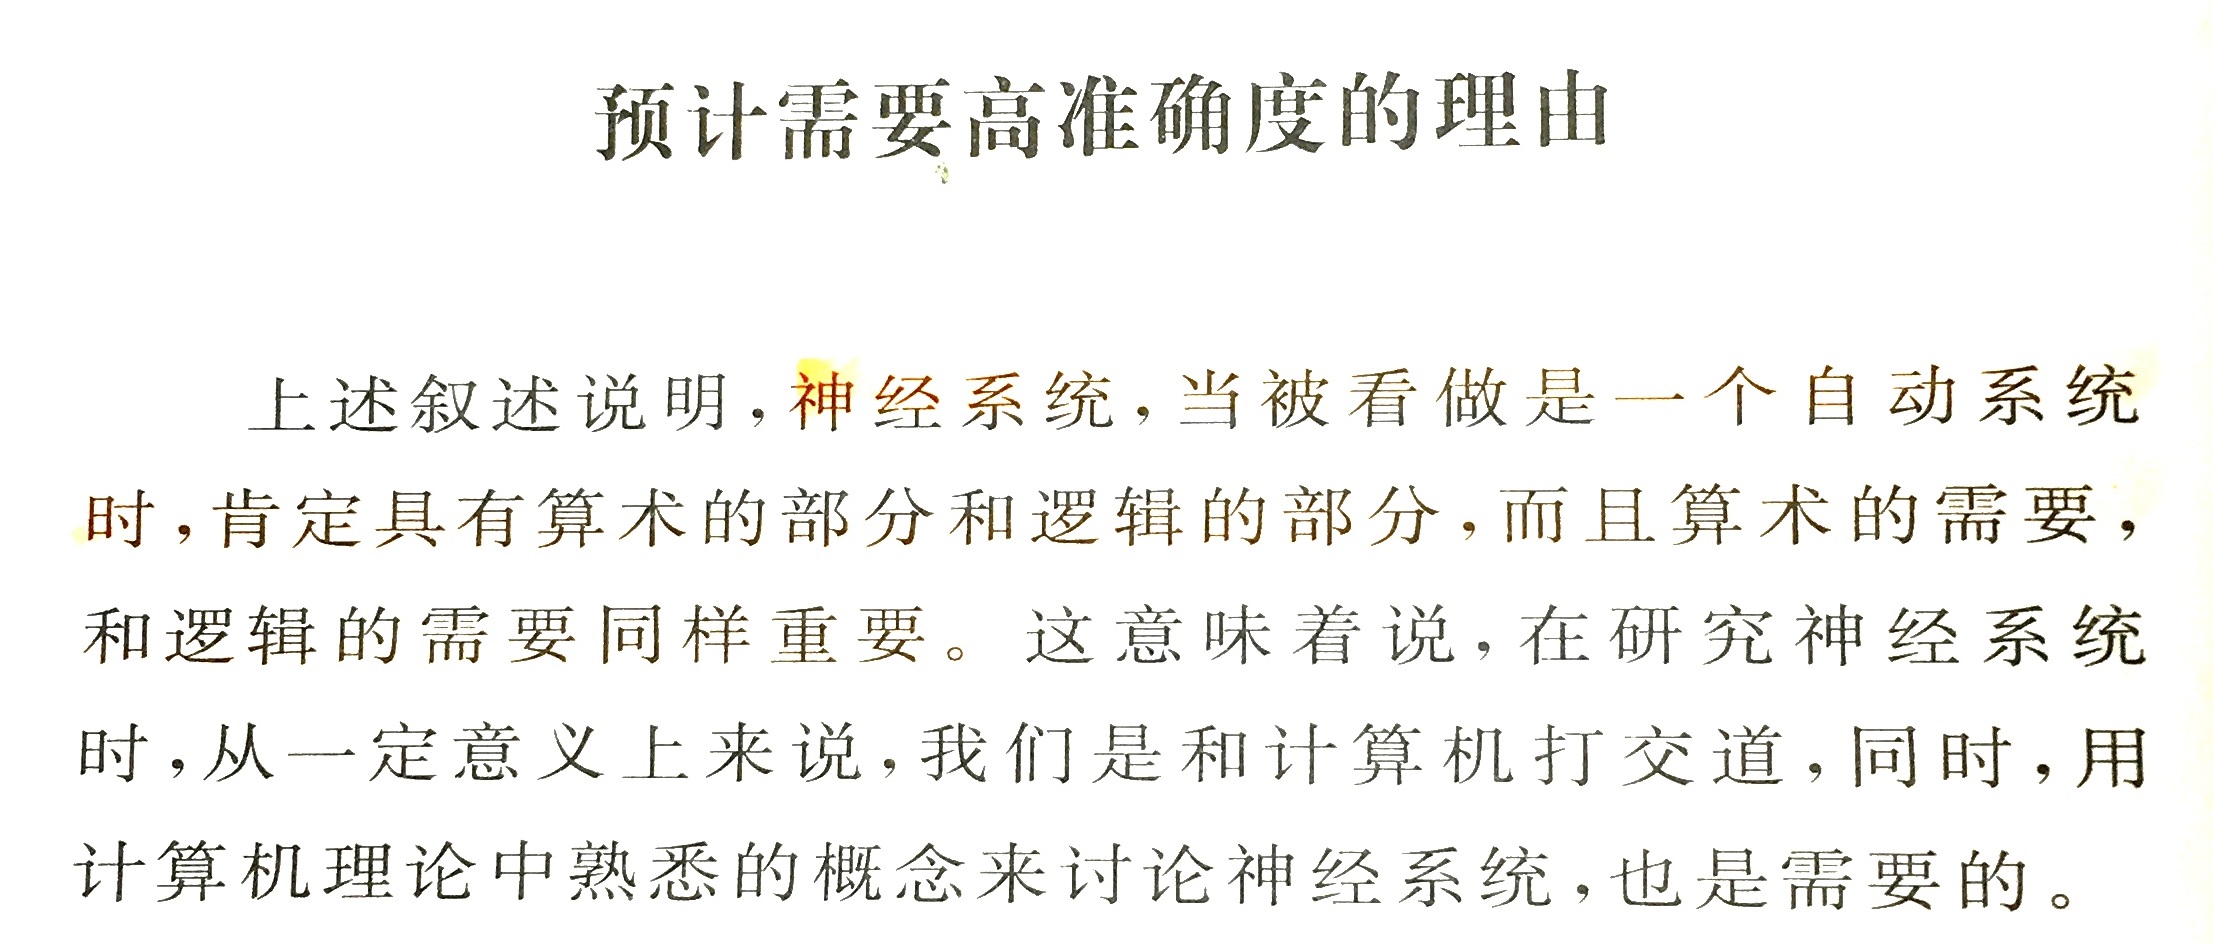 预计需要高准确度的理由
上述叙述说明，神经系统，当被看做是一个自动系统
时，肯定具有算术的部分和逻辑的部分，而且算术的需要，
和逻辑的需要同样重要。这意味着说，在研究神经系统
时，从一定意义上来说，我们是和计算机打交道，同时，用
计算机理论中熟悉的概念来讨论神经系统，也是需要的。